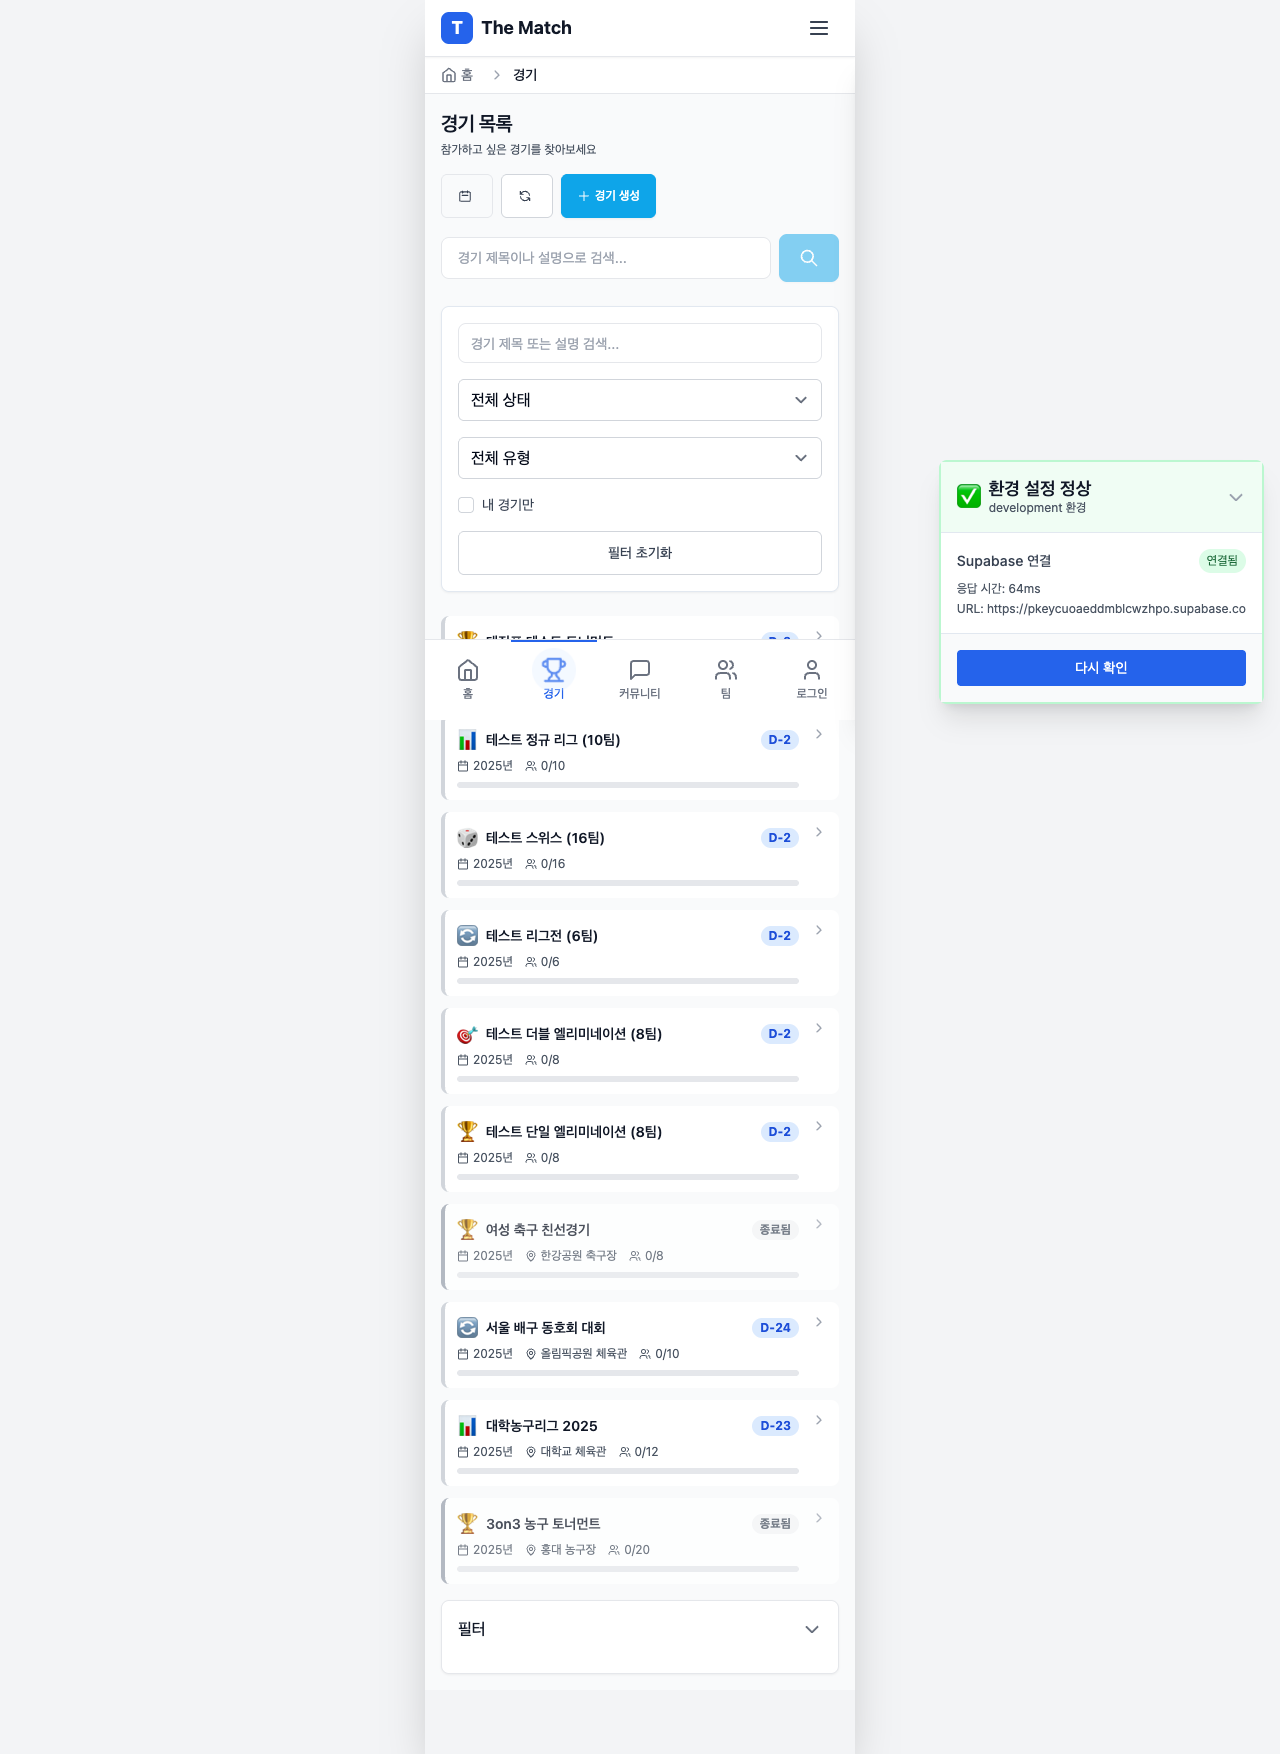 T The Match
홈 경기
경기 목록
참가하고 싶은 경기를 찾아보세요
경기 생성
경기 제목이나 설명으로 검색...
경기 제목 또는 설명 검색...
전체 상태
전체 유형
내 경기만
필터 초기화
홈 경기 커뮤니티 팀 로그인
테스트 정규 리그 (10팀) D-2
2025년 0/10
테스트 스위스 (16팀) D-2
2025년 0/16
테스트 리그전 (6팀) D-2
2025년 0/6
테스트 더블 엘리미네이션 (8팀) D-2
2025년 0/8
테스트 단일 엘리미네이션 (8팀) D-2
2025년 0/8
여성 축구 친선경기 종료됨
2025년 한강공원 축구장 0/8
서울 배구 동호회 대회 D-24
2025년 올림픽공원 체육관 0/10
대학농구리그 2025 D-23
2025년 대학교 체육관 0/12
3on3 농구 토너먼트 종료됨
2025년 홍대 농구장 0/20
필터
환경 설정 정상
development 환경
Supabase 연결 연결됨
응답 시간: 64ms
URL: https://pkeycuoaeddmblcwzhpo.supabase.co
다시 확인